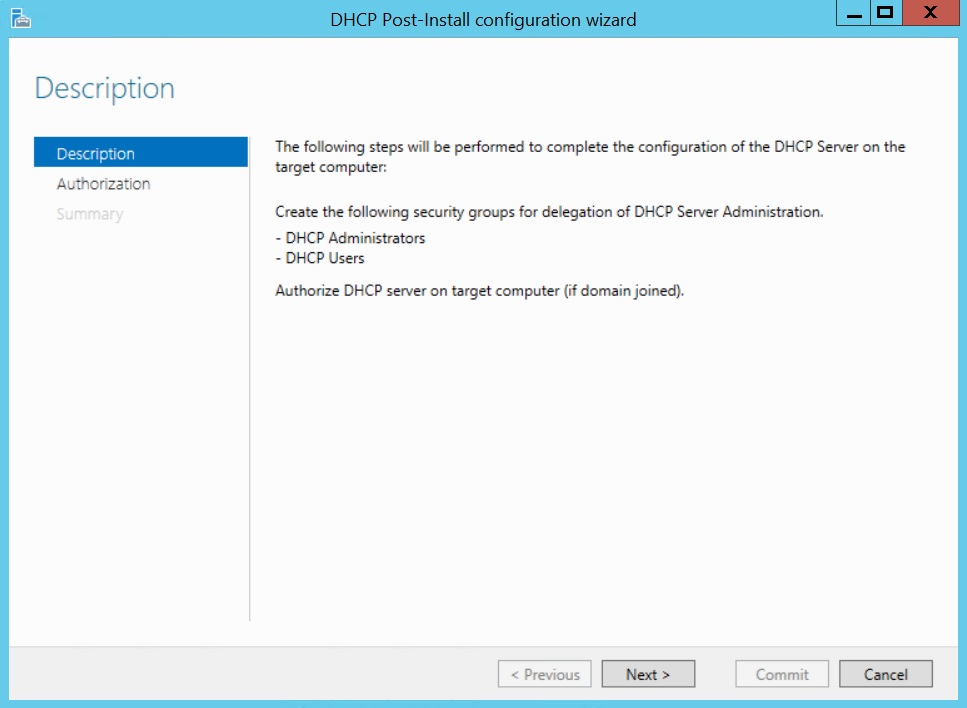 DHCP Post-Install configuration wizard
Description
Description
Authorization
Summary
The following steps will be performed to complete the configuration of the DHCP Server on the
target computer:
Create the following security groups for delegation of DHCP Server Administration.
- DHCP Administrators
- DHCP Users
Authorize DHCP server on target computer (if domain joined).
< Previous
Next >
Commit
Cancel